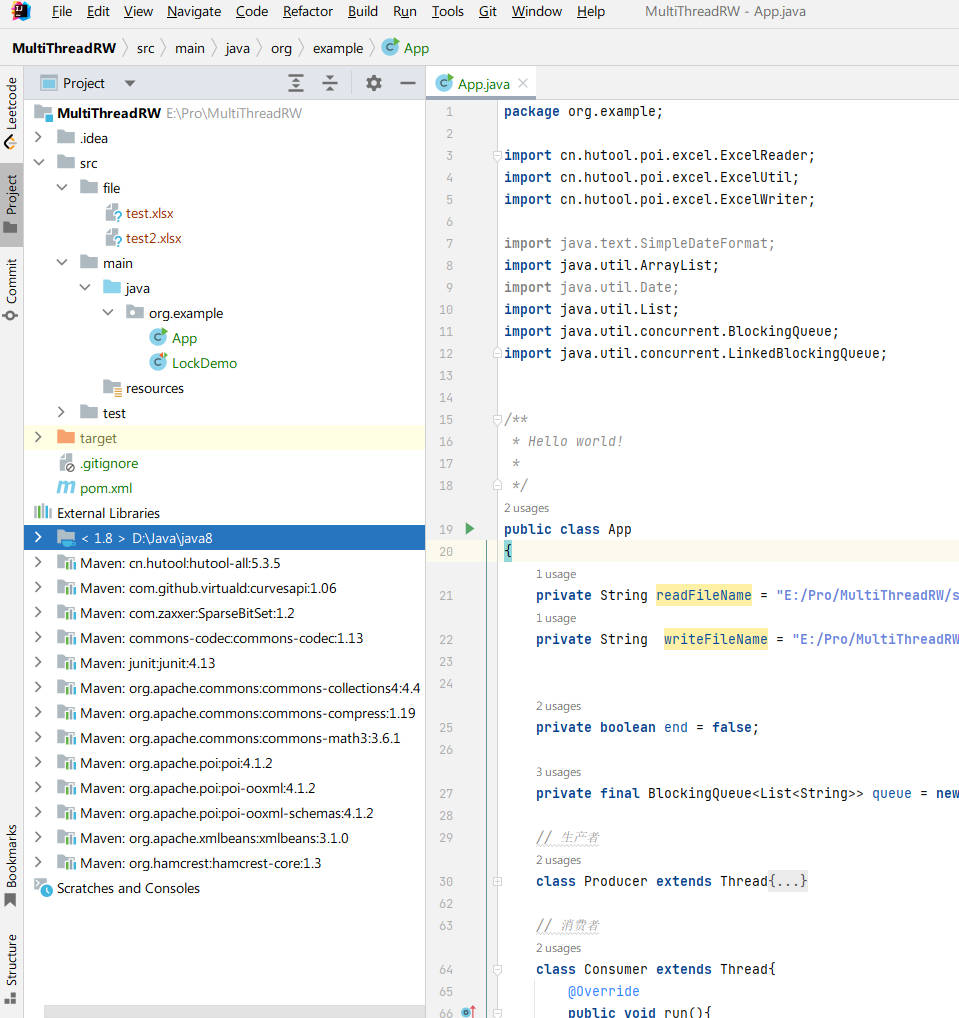 File Edit View Navigate Code Refactor Build Run Tools Git Window Help MultiThreadRW - App.java
MultiThreadRW src main java org example App
Leetcode
Project
Commit
Bookmarks
Structure
Project
MultiThreadRW E:\Pro\MultiThreadRW
.idea
src
file
test.xlsx
test2.xlsx
main
java
org.example
App
LockDemo
resources
test
target
.gitignore
pom.xml
External Libraries
< 1.8 > D:\Java\java8
Maven: cn.hutool:hutool-all:5.3.5
Maven: com.github.virtuald:curvesapi:1.06
Maven: com.zaxxer:SparseBitSet:1.2
Maven: commons-codec:commons-codec:1.13
Maven: junit:junit:4.13
Maven: org.apache.commons:commons-collections4:4.4
Maven: org.apache.commons:commons-compress:1.19
Maven: org.apache.commons:commons-math3:3.6.1
Maven: org.apache.poi:poi:4.1.2
Maven: org.apache.poi:poi-ooxml:4.1.2
Maven: org.apache.poi:poi-ooxml-schemas:4.1.2
Maven: org.apache.xmlbeans:xmlbeans:3.1.0
Maven: org.hamcrest:hamcrest-core:1.3
Scratches and Consoles
App.java
1 package org.example;
2
3 import cn.hutool.poi.excel.ExcelReader;
4 import cn.hutool.poi.excel.ExcelUtil;
5 import cn.hutool.poi.excel.ExcelWriter;
6
7 import java.text.SimpleDateFormat;
8 import java.util.ArrayList;
9 import java.util.Date;
10 import java.util.List;
11 import java.util.concurrent.BlockingQueue;
12 import java.util.concurrent.LinkedBlockingQueue;
13
14
15 /**
16 * Hello world!
17 *
18 */
2 usages
19 public class App
20 {
1 usage
21 private String readFileName = "E:/Pro/MultiThreadRW/s
1 usage
22 private String writeFileName = "E:/Pro/MultiThreadRW
23
24
2 usages
25 private boolean end = false;
26
3 usages
27 private final BlockingQueue<List<String>> queue = new
28
29 // 生产者
2 usages
30 class Producer extends Thread{...}
62
63 // 消费者
2 usages
64 class Consumer extends Thread{
65 @Override
66 public void run(){